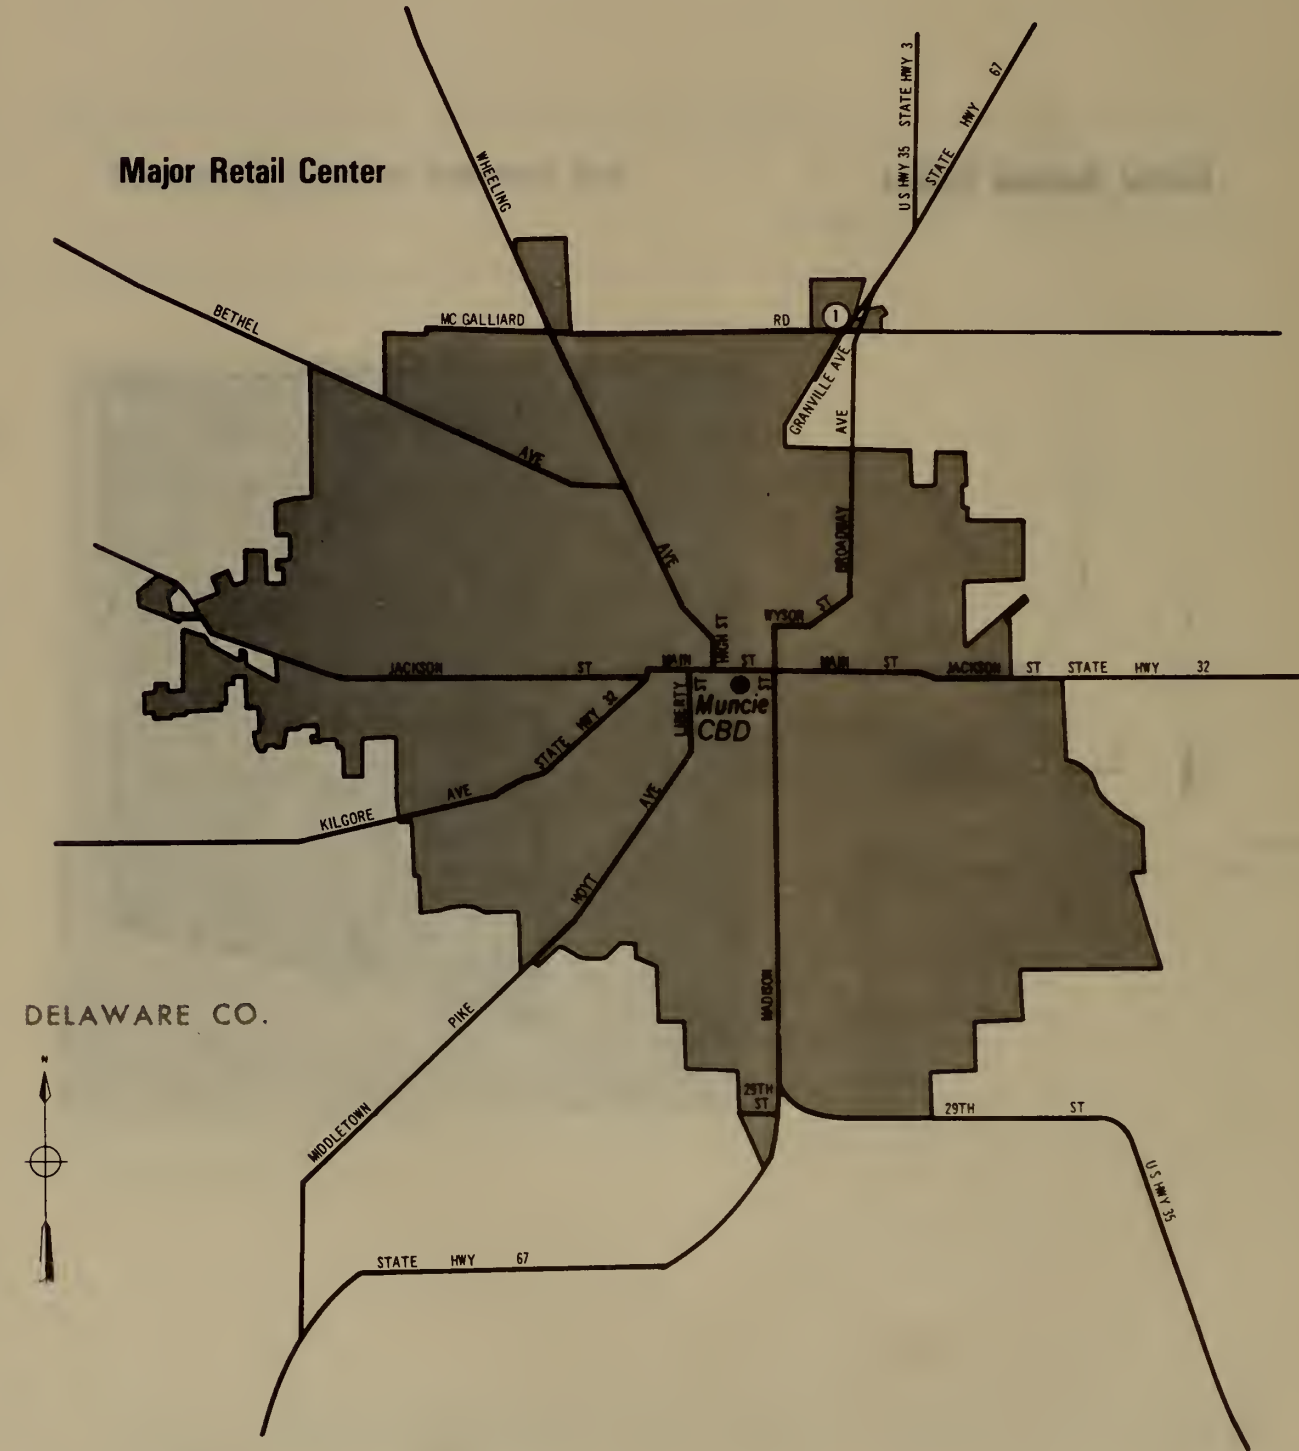 US HWY 35 STATE HWY 3
STATE HWY 67
Major Retail Center
WHEELING
AVE
BETHEL
AVE
MC GALLIARD RD
1
GRANVILLE AVE
BROADWAY
AVE
WYSOR ST
HIGH ST
JACKSON ST
MAIN ST
MAIN ST
JACKSON ST STATE HWY 32
LIBERTY ST
ST
Muncie
CBD
STATE HWY 32
KILGORE AVE
HOYT AVE
MADISON
DELAWARE CO.
N
MIDDLETOWN PIKE
29TH
ST
29TH ST
US HWY 35
STATE HWY 67